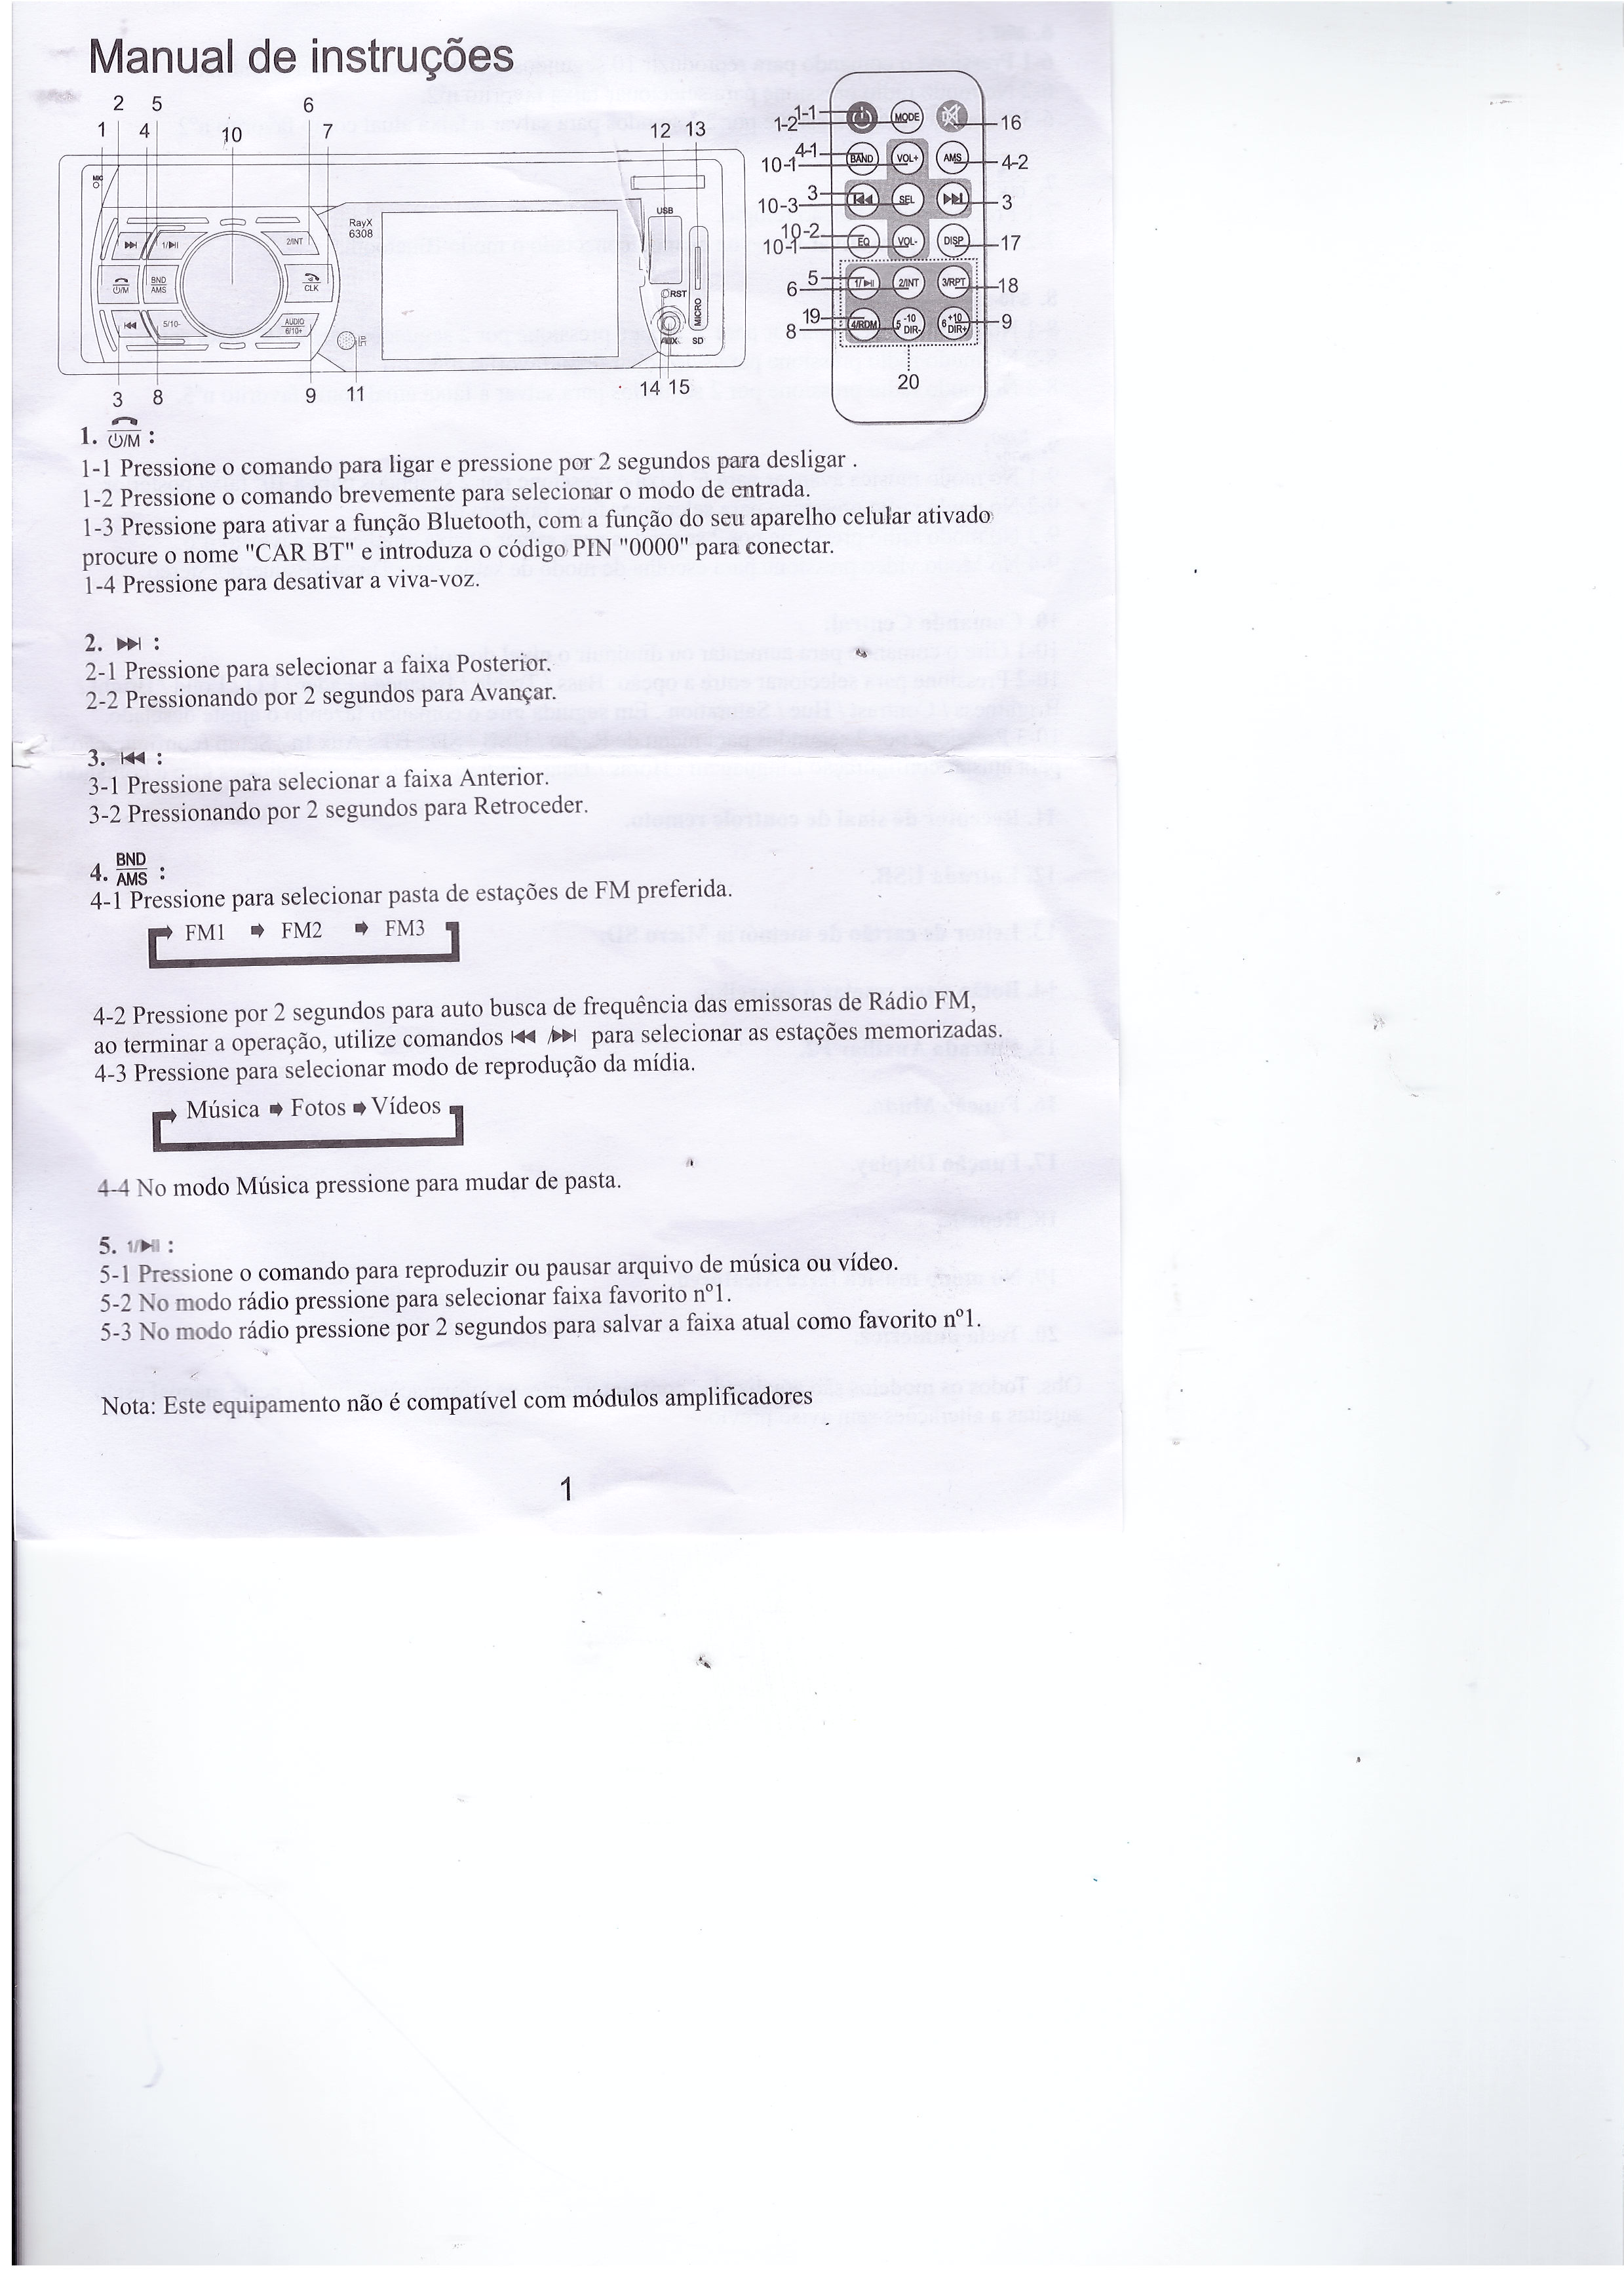 Manual de instruções
2 5 6
1 4 10 7 12 13
MIC
RayX
6308
USB
1/▶II
2/INT
⏻/M
BND
AMS
CLK
RST
5/10-
AUDIO
6/10+
MICRO
AUX SD
3 8 9 11 14 15
1-1
1-2 MODE 16
4-1
10-1 BAND VOL+ AMS 4-2
3
10-3 SEL 3
10-2
10-1 EQ VOL- DISP 17
5
6 1/▶II 2/INT 3/RPT 18
19
8 4/RDM 5 -10 DIR- 6 +10 DIR+ 9
20
1. ⏻/M :
1-1 Pressione o comando para ligar e pressione por 2 segundos para desligar .
1-2 Pressione o comando brevemente para selecionar o modo de entrada.
1-3 Pressione para ativar a função Bluetooth, com a função do seu aparelho celular ativado
procure o nome "CAR BT" e introduza o código PIN "0000" para conectar.
1-4 Pressione para desativar a viva-voz.
2. ▶▶I :
2-1 Pressione para selecionar a faixa Posterior.
2-2 Pressionando por 2 segundos para Avançar.
3. I◀◀ :
3-1 Pressione para selecionar a faixa Anterior.
3-2 Pressionando por 2 segundos para Retroceder.
4. BND
AMS :
4-1 Pressione para selecionar pasta de estações de FM preferida.
FM1 ➡ FM2 ➡ FM3
4-2 Pressione por 2 segundos para auto busca de frequência das emissoras de Rádio FM,
ao terminar a operação, utilize comandos I◀◀ /▶▶I para selecionar as estações memorizadas.
4-3 Pressione para selecionar modo de reprodução da mídia.
Música ➡ Fotos ➡ Vídeos
4-4 No modo Música pressione para mudar de pasta.
5. 1/▶II :
5-1 Pressione o comando para reproduzir ou pausar arquivo de música ou vídeo.
5-2 No modo rádio pressione para selecionar faixa favorito nº1.
5-3 No modo rádio pressione por 2 segundos para salvar a faixa atual como favorito nº1.
Nota: Este equipamento não é compatível com módulos amplificadores
1